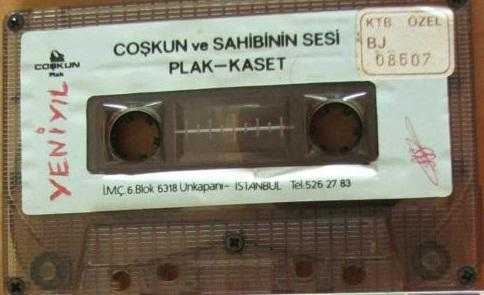 COŞKUN ve SAHİBİNİN SESİ
PLAK-KASET
COŞKUN
Plak
KTB. ÖZEL
BJ
08607
YENİ YIL
İ.M.Ç. 6.Blok 6318 Unkapanı- İSTANBUL Tel.526 27 83